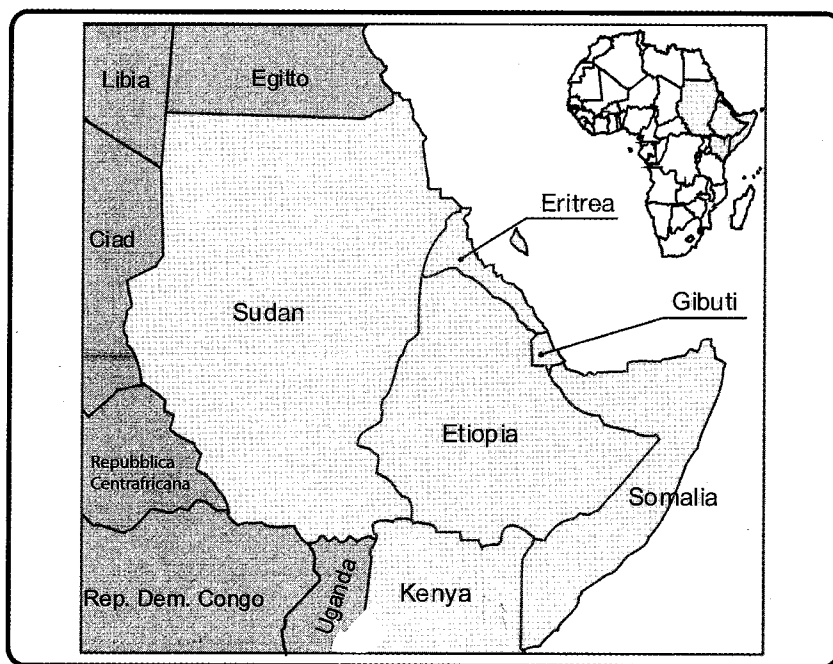 Libia
Egitto
Eritrea
Ciad
Gibuti
Sudan
Etiopia
Repubblica
Centrafricana
Somalia
Rep. Dem. Congo
Uganda
Kenya